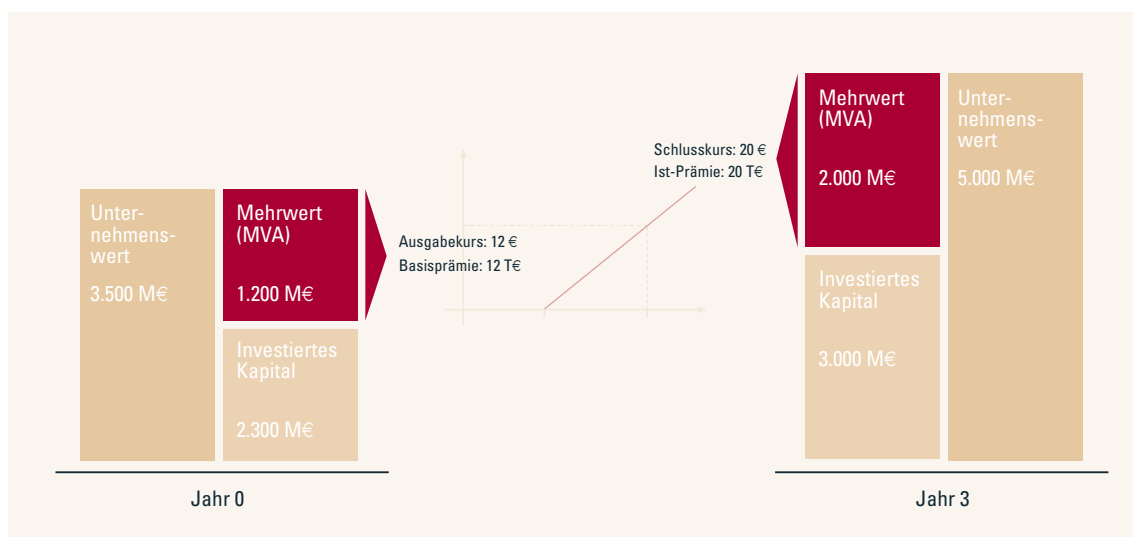 Unter-
nehmens-
wert
3.500 M€
Mehrwert
(MVA)
1.200 M€
Investiertes
Kapital
2.300 M€
Jahr 0
Ausgabekurs: 12 €
Basisprämie: 12 T€
Schlusskurs: 20 €
Ist-Prämie: 20 T€
Mehrwert
(MVA)
2.000 M€
Investiertes
Kapital
3.000 M€
Unter-
nehmens-
wert
5.000 M€
Jahr 3